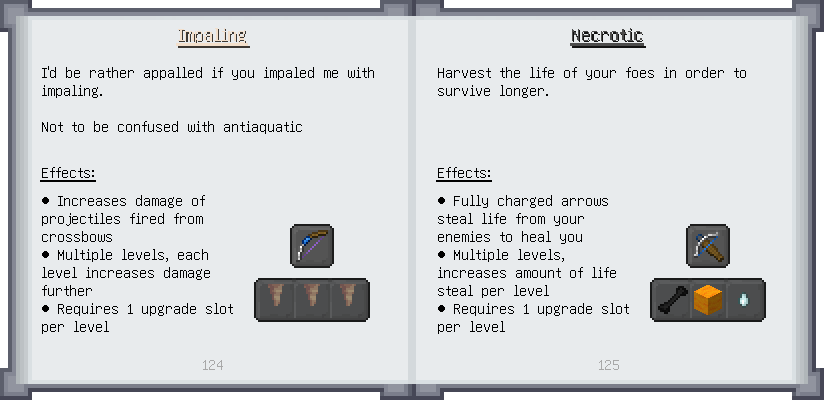 Impaling
I'd be rather appalled if you impaled me with
impaling.
Not to be confused with antiaquatic
Effects:
● Increases damage of
projectiles fired from
crossbows
● Multiple levels, each
level increases damage
further
● Requires 1 upgrade slot
per level
124
Necrotic
Harvest the life of your foes in order to
survive longer.
Effects:
● Fully charged arrows
steal life from your
enemies to heal you
● Multiple levels,
increases amount of life
steal per level
● Requires 1 upgrade slot
per level
125